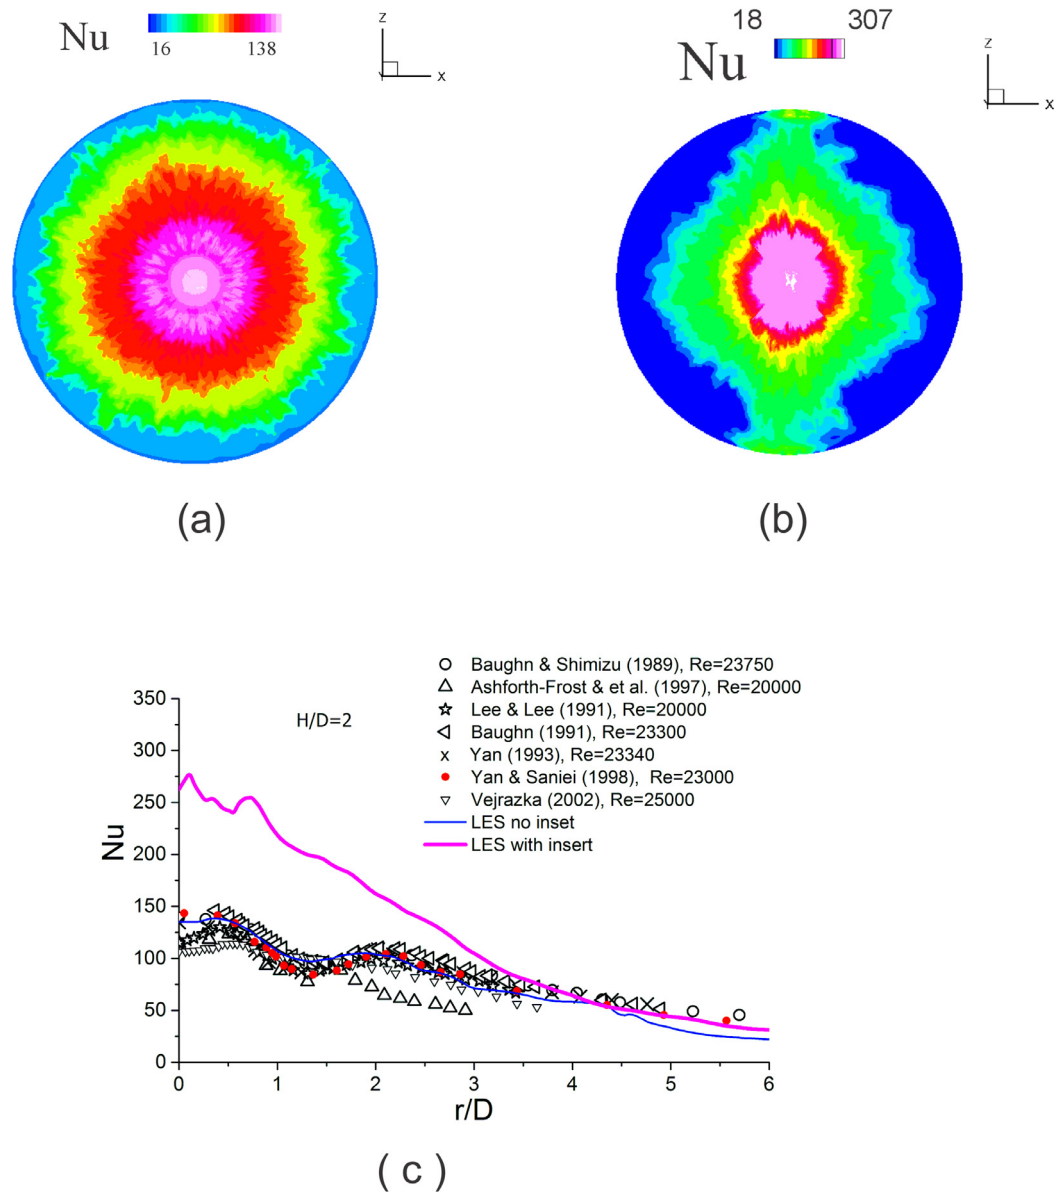 Nu
16 138
Z
X
Y
(a)
18 307
Nu
Z
X
Y
(b)
Baughn & Shimizu (1989), Re=23750
Ashforth-Frost & et al. (1997), Re=20000
Lee & Lee (1991), Re=20000
Baughn (1991), Re=23300
Yan (1993), Re=23340
Yan & Saniei (1998), Re=23000
Vejrazka (2002), Re=25000
LES no inset
LES with insert
H/D=2
350
300
250
200
150
100
50
0
Nu
0 1 2 3 4 5 6
r/D
( c )